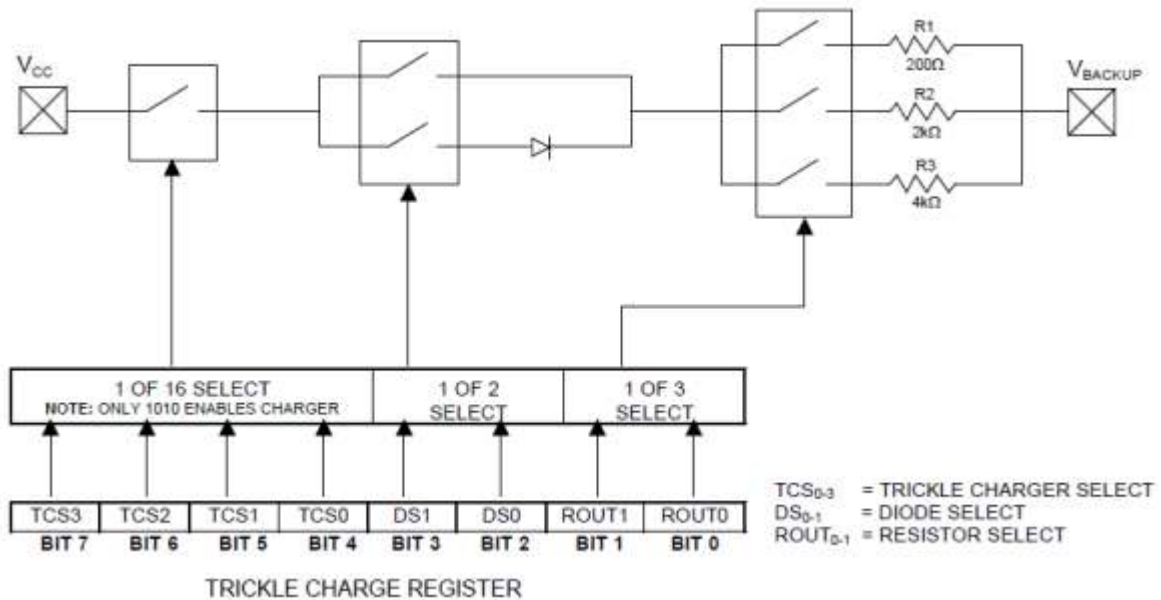 V_CC
R1
200Ω
R2
2kΩ
R3
4kΩ
V_BACKUP
1 OF 16 SELECT
NOTE: ONLY 1010 ENABLES CHARGER
1 OF 2
SELECT
1 OF 3
SELECT
TCS3 TCS2 TCS1 TCS0 DS1 DS0 ROUT1 ROUT0
BIT 7 BIT 6 BIT 5 BIT 4 BIT 3 BIT 2 BIT 1 BIT 0
TCS0-3 = TRICKLE CHARGER SELECT
DS0-1 = DIODE SELECT
ROUT0-1 = RESISTOR SELECT
TRICKLE CHARGE REGISTER